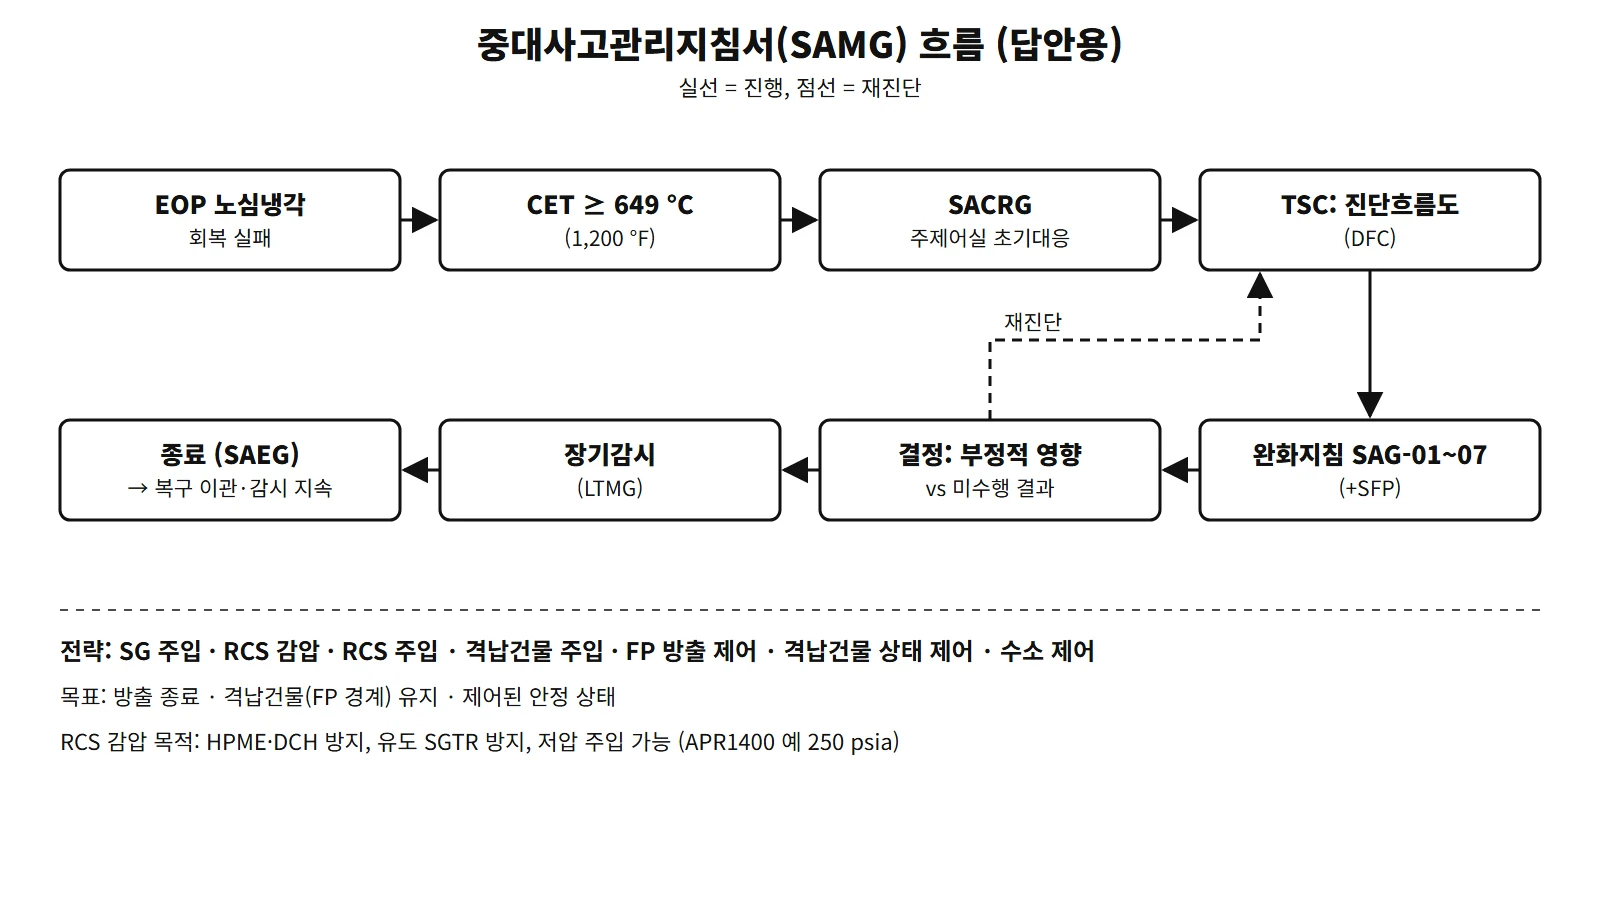 중대사고관리지침서(SAMG) 흐름 (답안용)
실선 = 진행, 점선 = 재진단
EOP 노심냉각
회복 실패
CET ≥ 649 °C
(1,200 °F)
SACRG
주제어실 초기대응
TSC: 진단흐름도
(DFC)
재진단
종료 (SAEG)
→ 복구 이관·감시 지속
장기감시
(LTMG)
결정: 부정적 영향
vs 미수행 결과
완화지침 SAG-01~07
(+SFP)
전략: SG 주입 · RCS 감압 · RCS 주입 · 격납건물 주입 · FP 방출 제어 · 격납건물 상태 제어 · 수소 제어
목표: 방출 종료 · 격납건물(FP 경계) 유지 · 제어된 안정 상태
RCS 감압 목적: HPME·DCH 방지, 유도 SGTR 방지, 저압 주입 가능 (APR1400 예 250 psia)